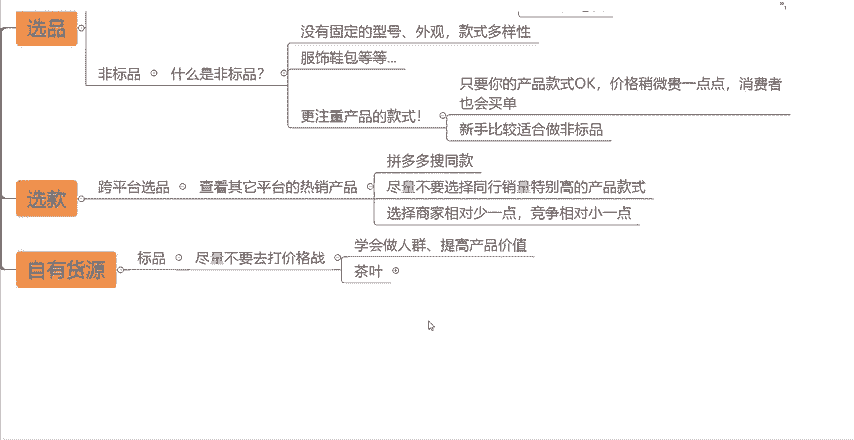 选品
非标品
什么是非标品？
没有固定的型号、外观，款式多样性
服饰鞋包等等...
更注重产品的款式！
只要你的产品款式OK，价格稍微贵一点点，消费者
也会买单
新手比较适合做非标品
选款
跨平台选品
查看其它平台的热销产品
拼多多搜同款
尽量不要选择同行销量特别高的产品款式
选择商家相对少一点，竞争相对小一点
自有货源
标品
尽量不要去打价格战
学会做人群、提高产品价值
茶叶